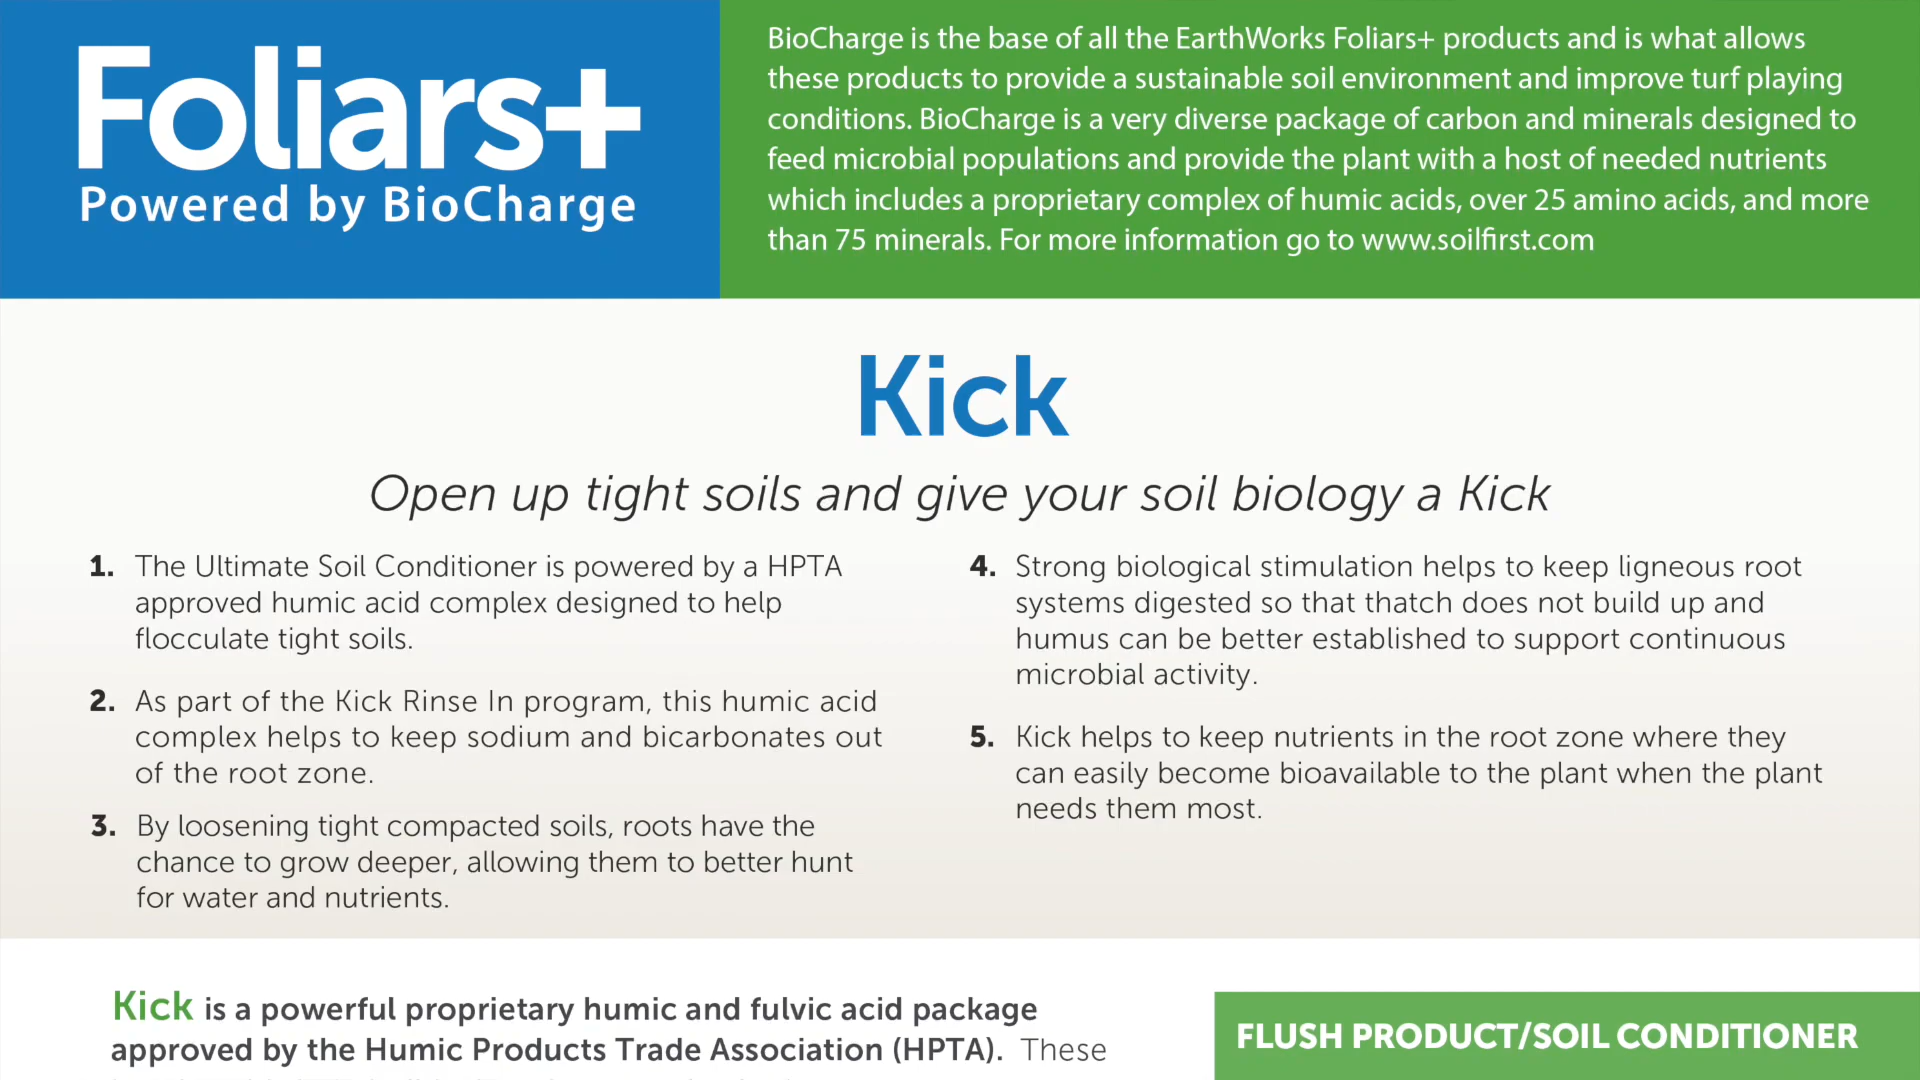 Foliars+
Powered by BioCharge
BioCharge is the base of all the EarthWorks Foliars+ products and is what allows
these products to provide a sustainable soil environment and improve turf playing
conditions. BioCharge is a very diverse package of carbon and minerals designed to
feed microbial populations and provide the plant with a host of needed nutrients
which includes a proprietary complex of humic acids, over 25 amino acids, and more
than 75 minerals. For more information go to www.soilfirst.com
Kick
Open up tight soils and give your soil biology a Kick
1. The Ultimate Soil Conditioner is powered by a HPTA
approved humic acid complex designed to help
flocculate tight soils.
2. As part of the Kick Rinse In program, this humic acid
complex helps to keep sodium and bicarbonates out
of the root zone.
3. By loosening tight compacted soils, roots have the
chance to grow deeper, allowing them to better hunt
for water and nutrients.
4. Strong biological stimulation helps to keep ligneous root
systems digested so that thatch does not build up and
humus can be better established to support continuous
microbial activity.
5. Kick helps to keep nutrients in the root zone where they
can easily become bioavailable to the plant when the plant
needs them most.
Kick is a powerful proprietary humic and fulvic acid package
approved by the Humic Products Trade Association (HPTA). These
FLUSH PRODUCT/SOIL CONDITIONER